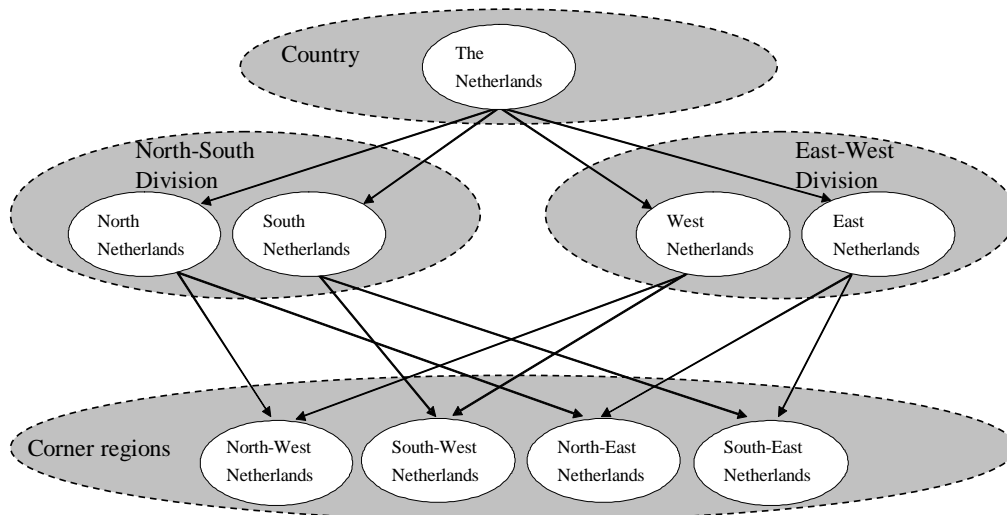 Country
The
Netherlands
North-South
Division
North
Netherlands
South
Netherlands
East-West
Division
West
Netherlands
East
Netherlands
Corner regions
North-West
Netherlands
South-West
Netherlands
North-East
Netherlands
South-East
Netherlands